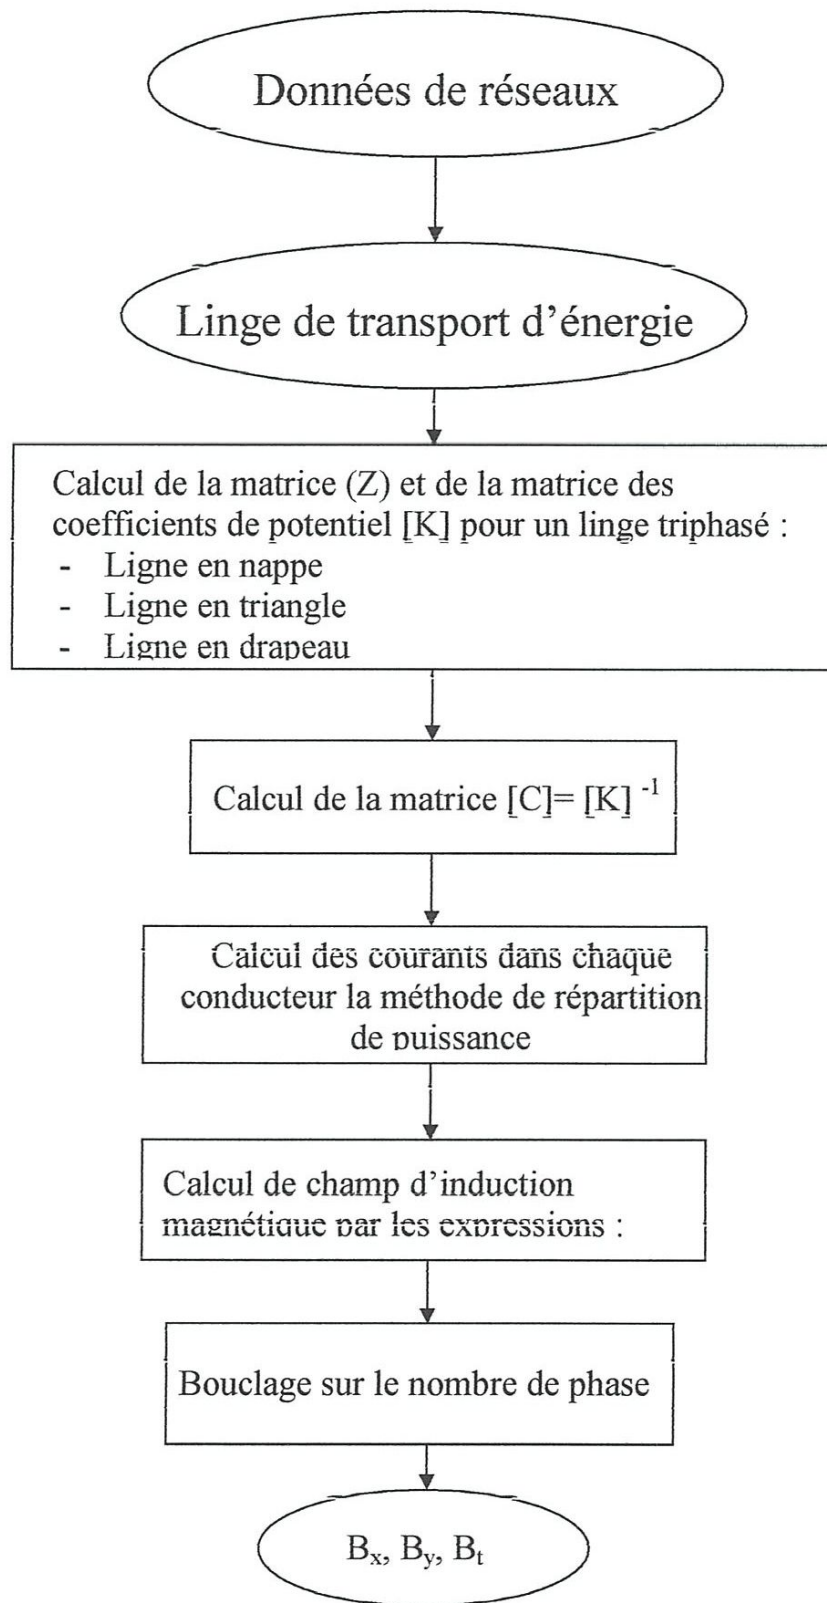 Données de réseaux
Linge de transport d'énergie
Calcul de la matrice (Z) et de la matrice des
coefficients de potentiel [K] pour un linge triphasé :
- Ligne en nappe
- Ligne en triangle
- Ligne en drapeau
Calcul de la matrice [C]= [K] ⁻¹
Calcul des courants dans chaque
conducteur la méthode de répartition
de puissance
Calcul de champ d'induction
magnétique par les expressions :
Bouclage sur le nombre de phase
Bₓ, Bᵧ, Bₜ